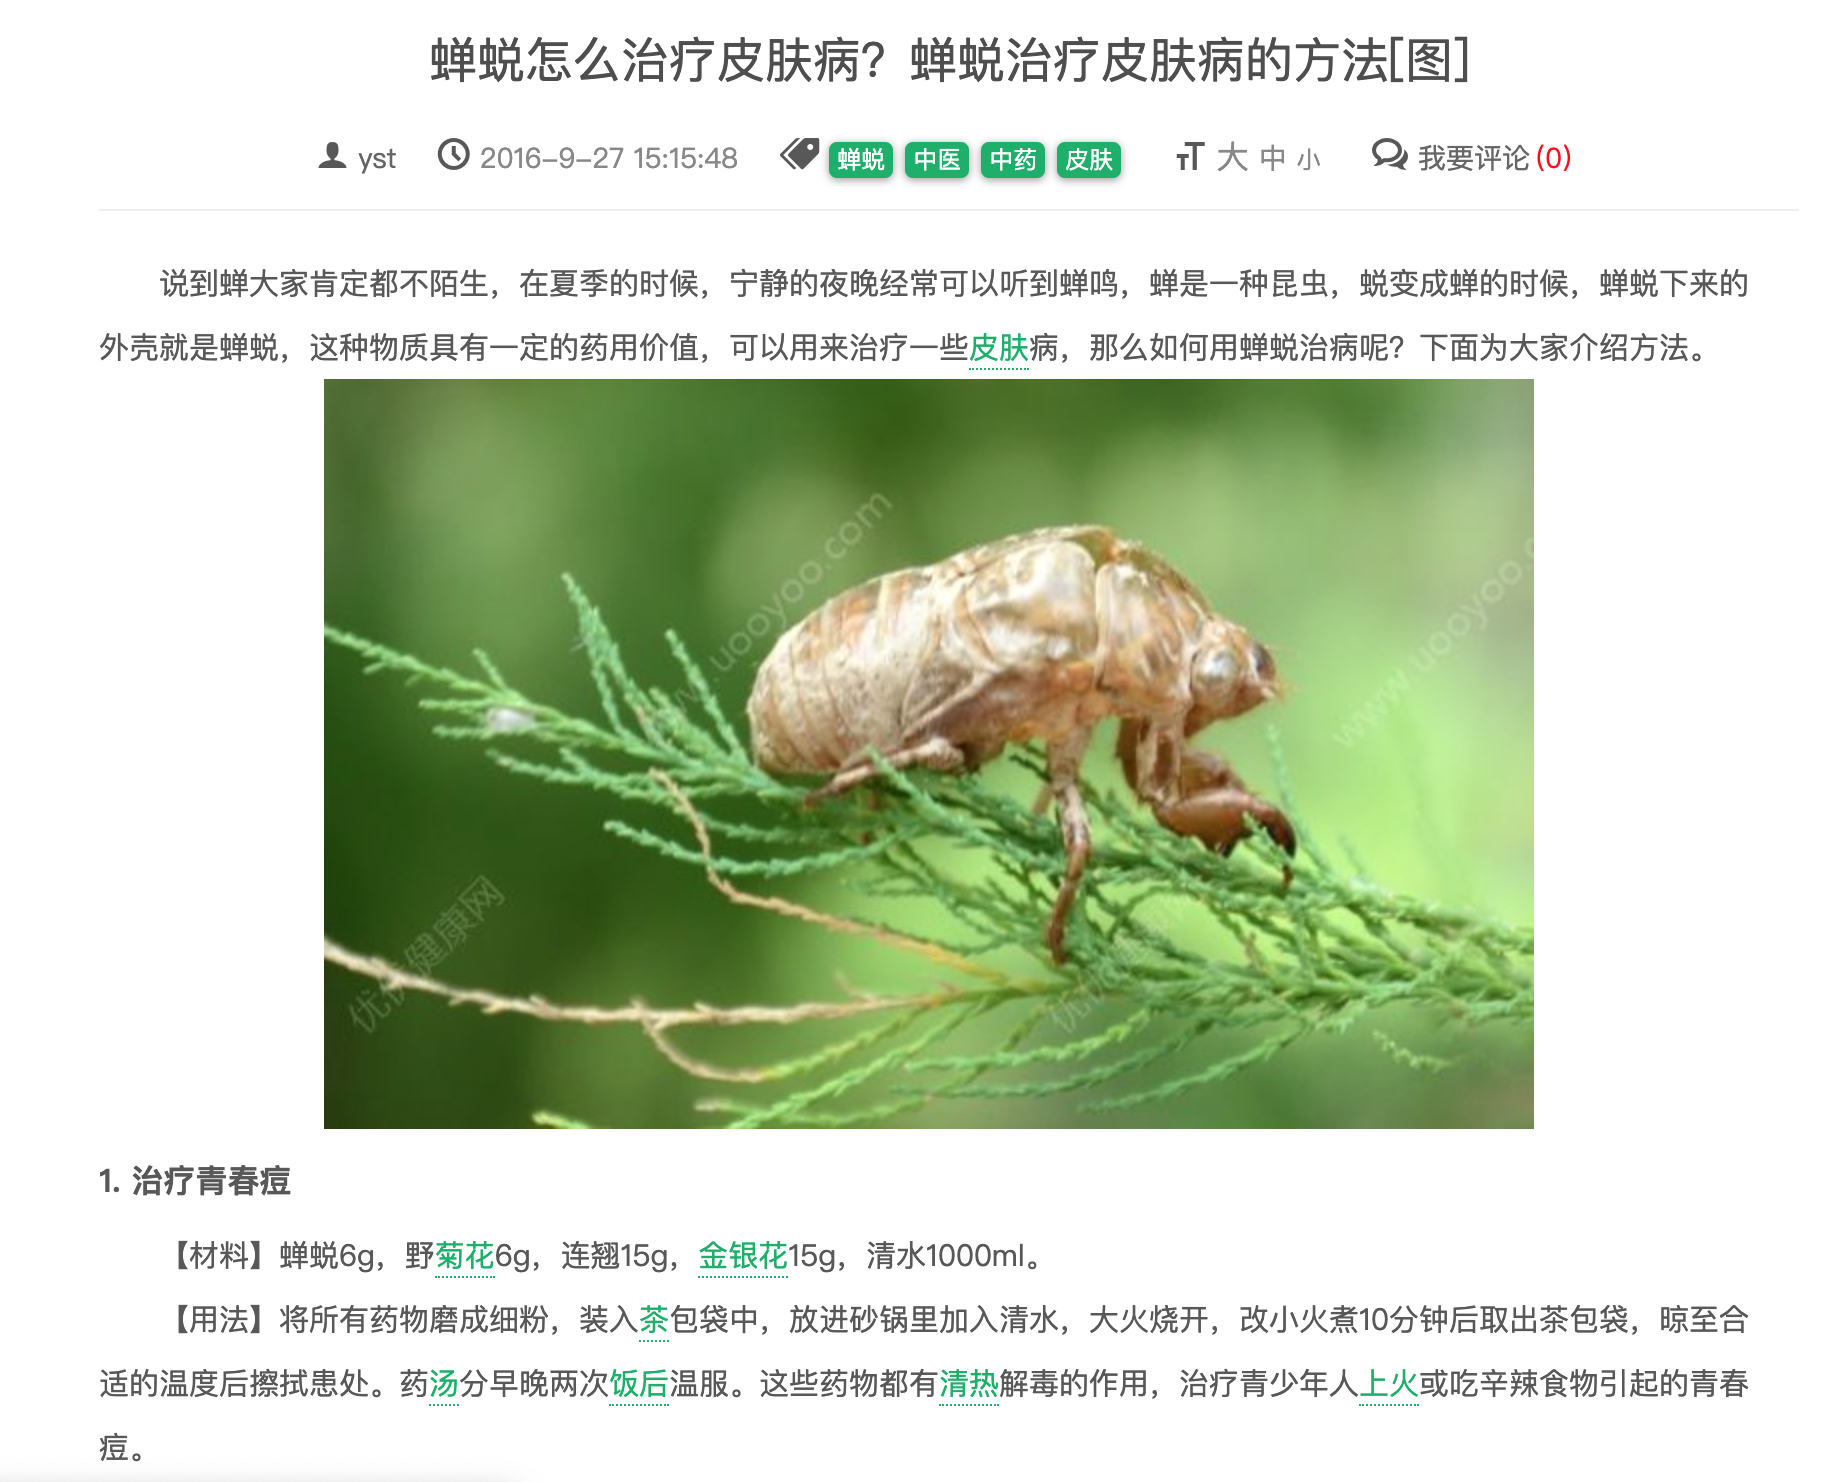 蝉蜕怎么治疗皮肤病？蝉蜕治疗皮肤病的方法[图]
yst 2016-9-27 15:15:48 蝉蜕 中医 中药 皮肤 TT 大 中 小 我要评论(0)
说到蝉大家肯定都不陌生，在夏季的时候，宁静的夜晚经常可以听到蝉鸣，蝉是一种昆虫，蜕变成蝉的时候，蝉蜕下来的
外壳就是蝉蜕，这种物质具有一定的药用价值，可以用来治疗一些皮肤病，那么如何用蝉蜕治病呢？下面为大家介绍方法。
www.uooyoo.com
www.uooyoo.c
优优健康网
优优健康网
1. 治疗青春痘
【材料】蝉蜕6g，野菊花6g，连翘15g，金银花15g，清水1000ml。
【用法】将所有药物磨成细粉，装入茶包袋中，放进砂锅里加入清水，大火烧开，改小火煮10分钟后取出茶包袋，晾至合
适的温度后擦拭患处。药汤分早晚两次饭后温服。这些药物都有清热解毒的作用，治疗青少年人上火或吃辛辣食物引起的青春
痘。